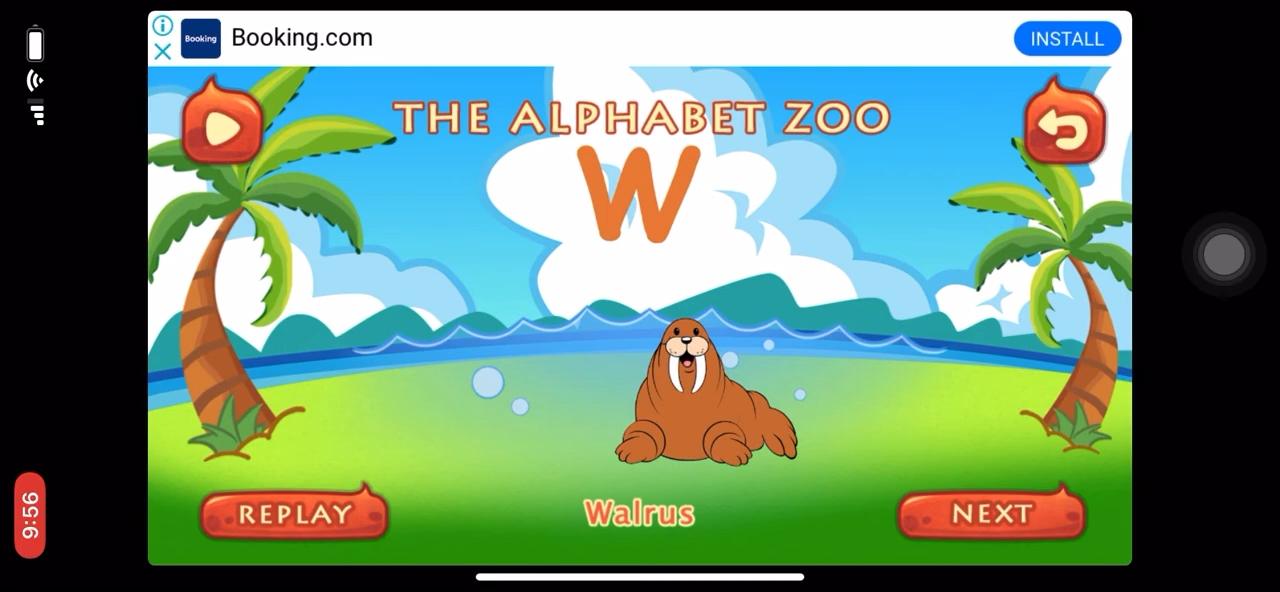 Booking
Booking.com
INSTALL
THE ALPHABET ZOO
W
9:56
REPLAY
Walrus
NEXT